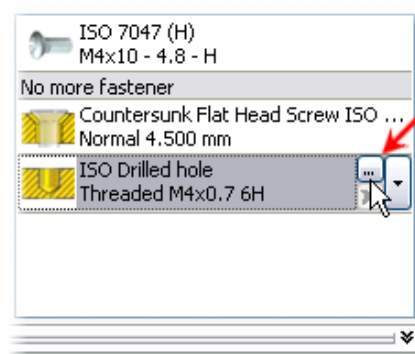 ISO 7047 (H)
M4x10 - 4.8 - H
No more fastener
Countersunk Flat Head Screw ISO ...
Normal 4.500 mm
ISO Drilled hole
...
Threaded M4x0.7 6H